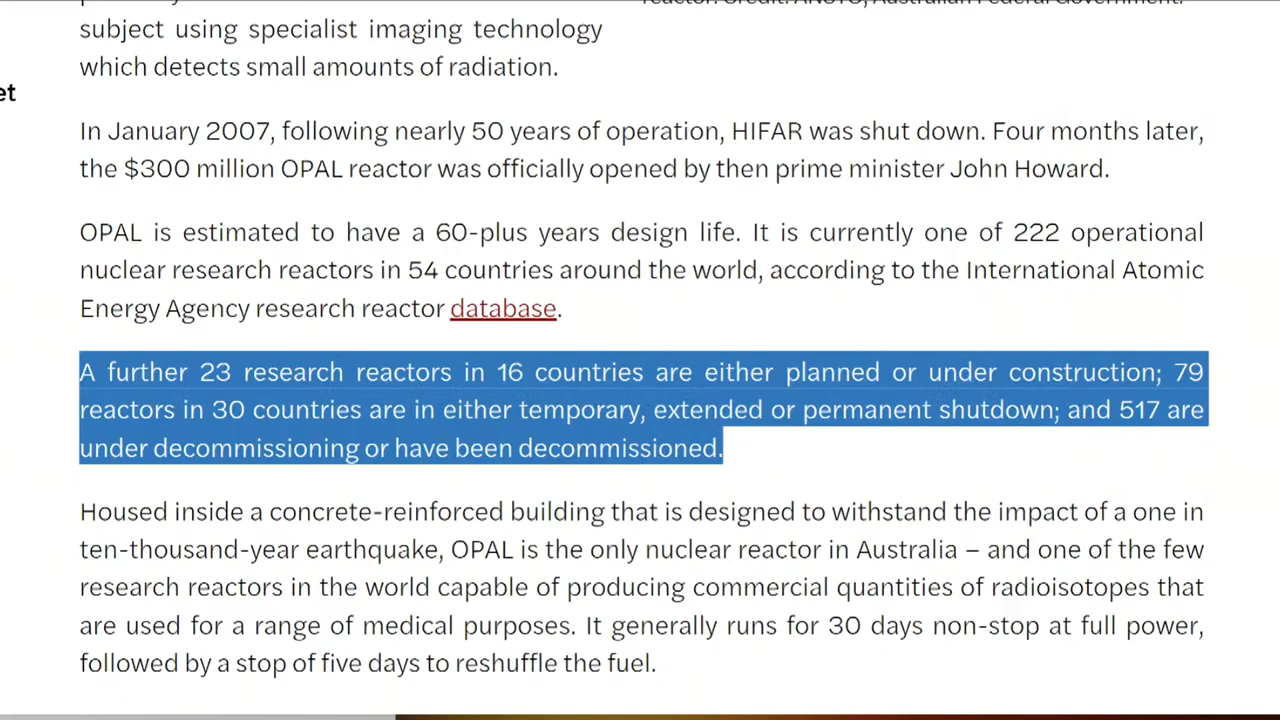 reactor. Credit: ANSTO, Australian Federal Government.
subject using specialist imaging technology
which detects small amounts of radiation.
et
In January 2007, following nearly 50 years of operation, HIFAR was shut down. Four months later,
the $300 million OPAL reactor was officially opened by then prime minister John Howard.
OPAL is estimated to have a 60-plus years design life. It is currently one of 222 operational
nuclear research reactors in 54 countries around the world, according to the International Atomic
Energy Agency research reactor database.
A further 23 research reactors in 16 countries are either planned or under construction; 79
reactors in 30 countries are in either temporary, extended or permanent shutdown; and 517 are
under decommissioning or have been decommissioned.
Housed inside a concrete-reinforced building that is designed to withstand the impact of a one in
ten-thousand-year earthquake, OPAL is the only nuclear reactor in Australia – and one of the few
research reactors in the world capable of producing commercial quantities of radioisotopes that
are used for a range of medical purposes. It generally runs for 30 days non-stop at full power,
followed by a stop of five days to reshuffle the fuel.